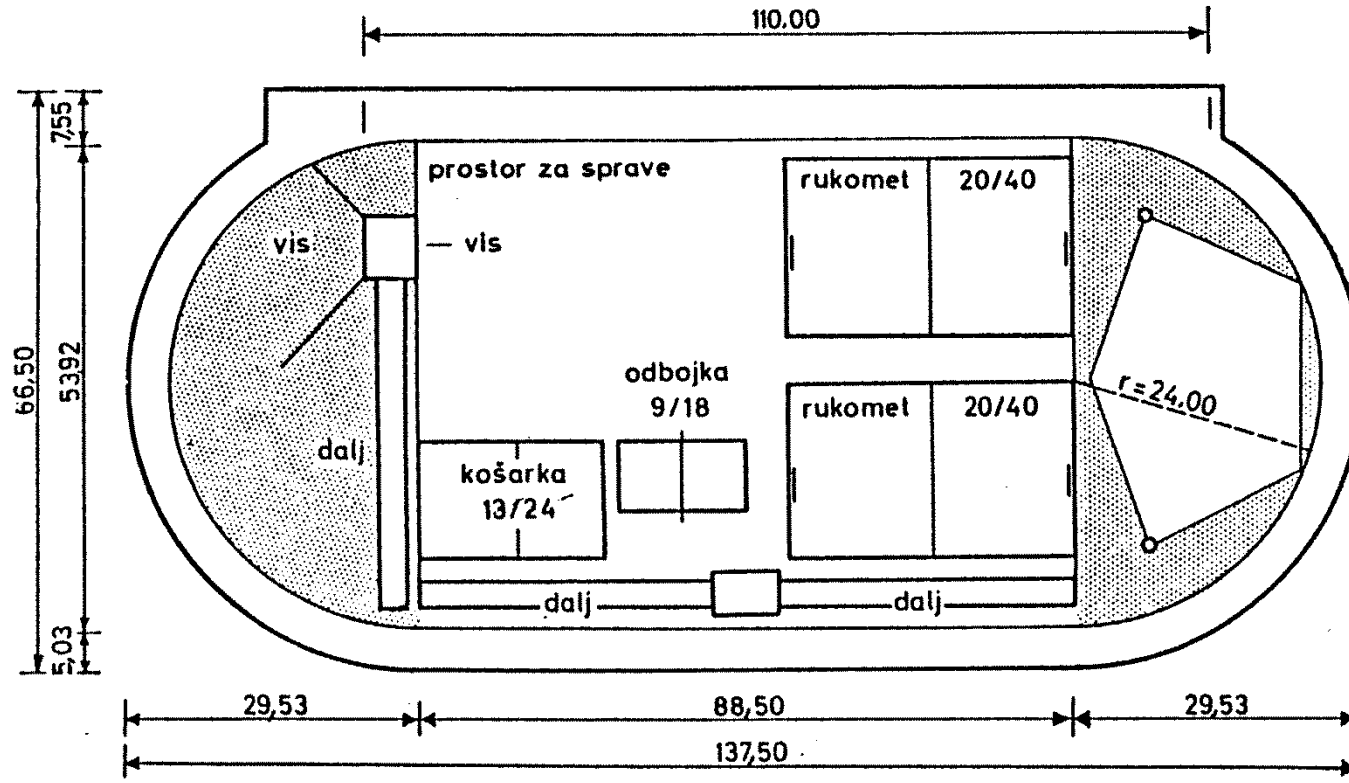 110.00
7,55
66,50
53,92
5,03
prostor za sprave
vis
— vis
rukomet
20/40
odbojka
9/18
rukomet
20/40
r=24.00
dalj
košarka
13/24
dalj
dalj
29,53
88,50
29,53
137,50